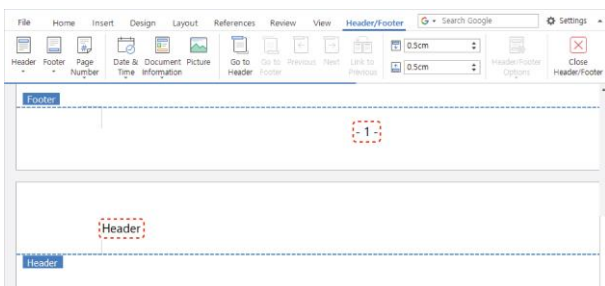 File Home Insert Design Layout References Review View Header/Footer G Search Google Settings
Header Footer Page Number Date & Time Document Information Picture Go to Header Go to Footer Previous Next Link to Previous 0.5cm 0.5cm Header/Footer Options Close Header/Footer
Footer
- 1 -
Header
Header